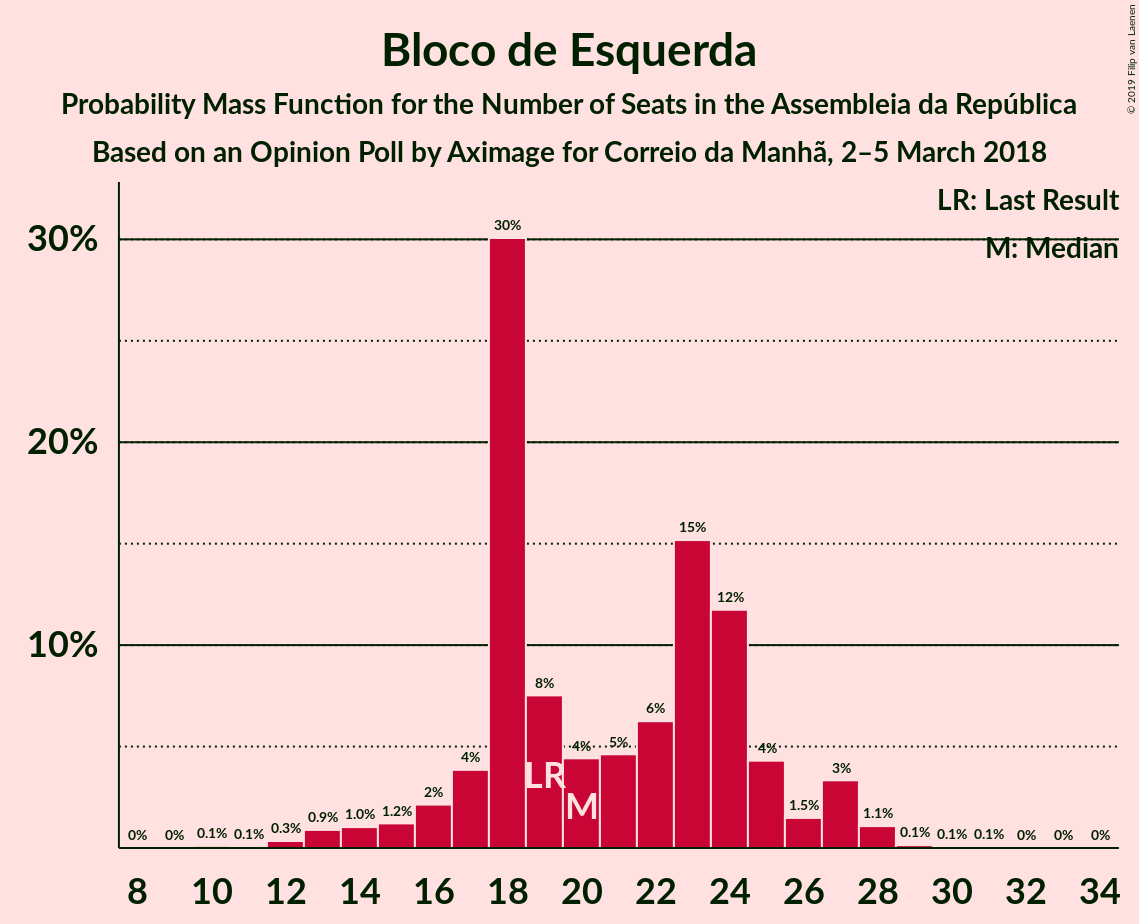 Bloco de Esquerda
Probability Mass Function for the Number of Seats in the Assembleia da República
Based on an Opinion Poll by Aximage for Correio da Manhã, 2–5 March 2018
© 2019 Filip van Laenen
LR: Last Result
M: Median
30%
20%
10%
0% 0% 0.1% 0.1% 0.3% 0.9% 1.0% 1.2% 2% 4% 30% 8% 4% 5% 6% 15% 12% 4% 1.5% 3% 1.1% 0.1% 0.1% 0.1% 0% 0% 0%
LR
M
8 10 12 14 16 18 20 22 24 26 28 30 32 34